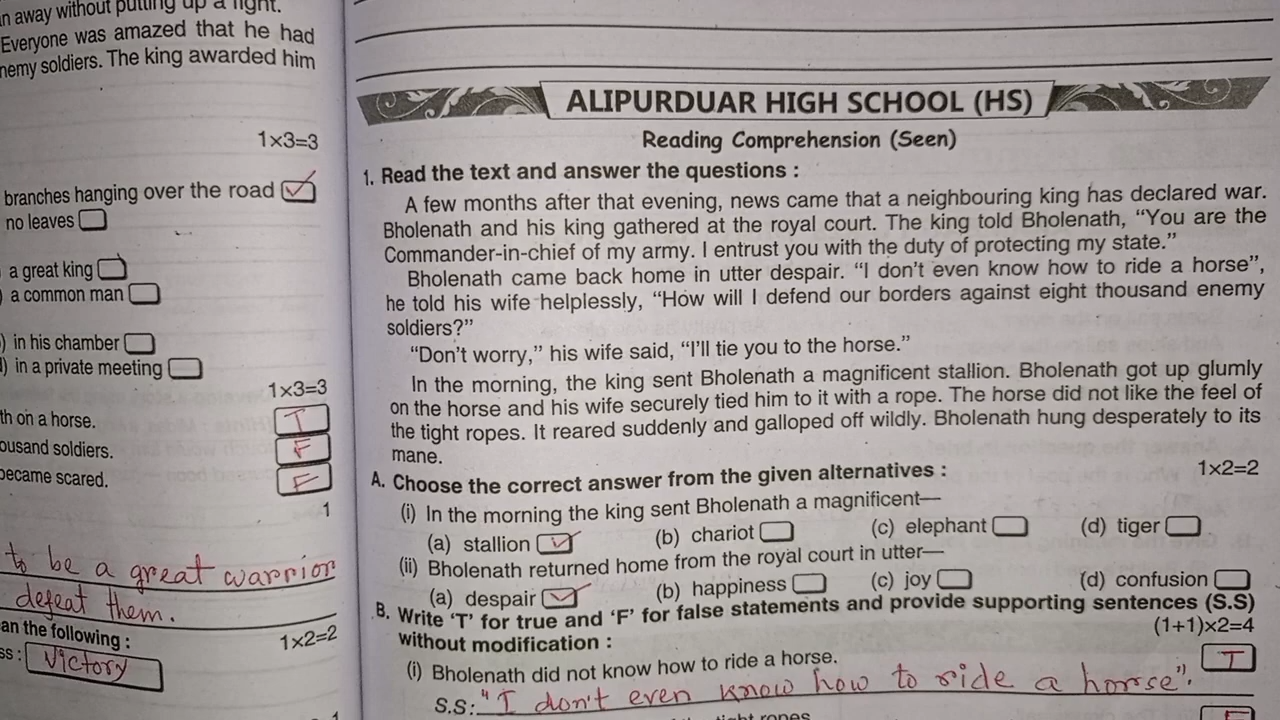 an away without putting up a fight.
Everyone was amazed that he had
nemy soldiers. The king awarded him
1×3=3
branches hanging over the road
no leaves
a great king
) a common man
) in his chamber
) in a private meeting
1×3=3
th on a horse. T
ousand soldiers. F
became scared. F
1
to be a great warrior
defeat them.
an the following :
1×2=2
ss : Victory
ALIPURDUAR HIGH SCHOOL (HS)
Reading Comprehension (Seen)
1. Read the text and answer the questions :
A few months after that evening, news came that a neighbouring king has declared war.
Bholenath and his king gathered at the royal court. The king told Bholenath, “You are the
Commander-in-chief of my army. I entrust you with the duty of protecting my state.”
Bholenath came back home in utter despair. “I don’t even know how to ride a horse”,
he told his wife helplessly, “How will I defend our borders against eight thousand enemy
soldiers?”
“Don’t worry,” his wife said, “I’ll tie you to the horse.”
In the morning, the king sent Bholenath a magnificent stallion. Bholenath got up glumly
on the horse and his wife securely tied him to it with a rope. The horse did not like the feel of
the tight ropes. It reared suddenly and galloped off wildly. Bholenath hung desperately to its
mane.
A. Choose the correct answer from the given alternatives : 1×2=2
(i) In the morning the king sent Bholenath a magnificent—
(a) stallion (b) chariot (c) elephant (d) tiger
(ii) Bholenath returned home from the royal court in utter—
(a) despair (b) happiness (c) joy (d) confusion
B. Write ‘T’ for true and ‘F’ for false statements and provide supporting sentences (S.S)
without modification : (1+1)×2=4
(i) Bholenath did not know how to ride a horse. T
S.S: "I don't even know how to ride a horse".
tight ropes